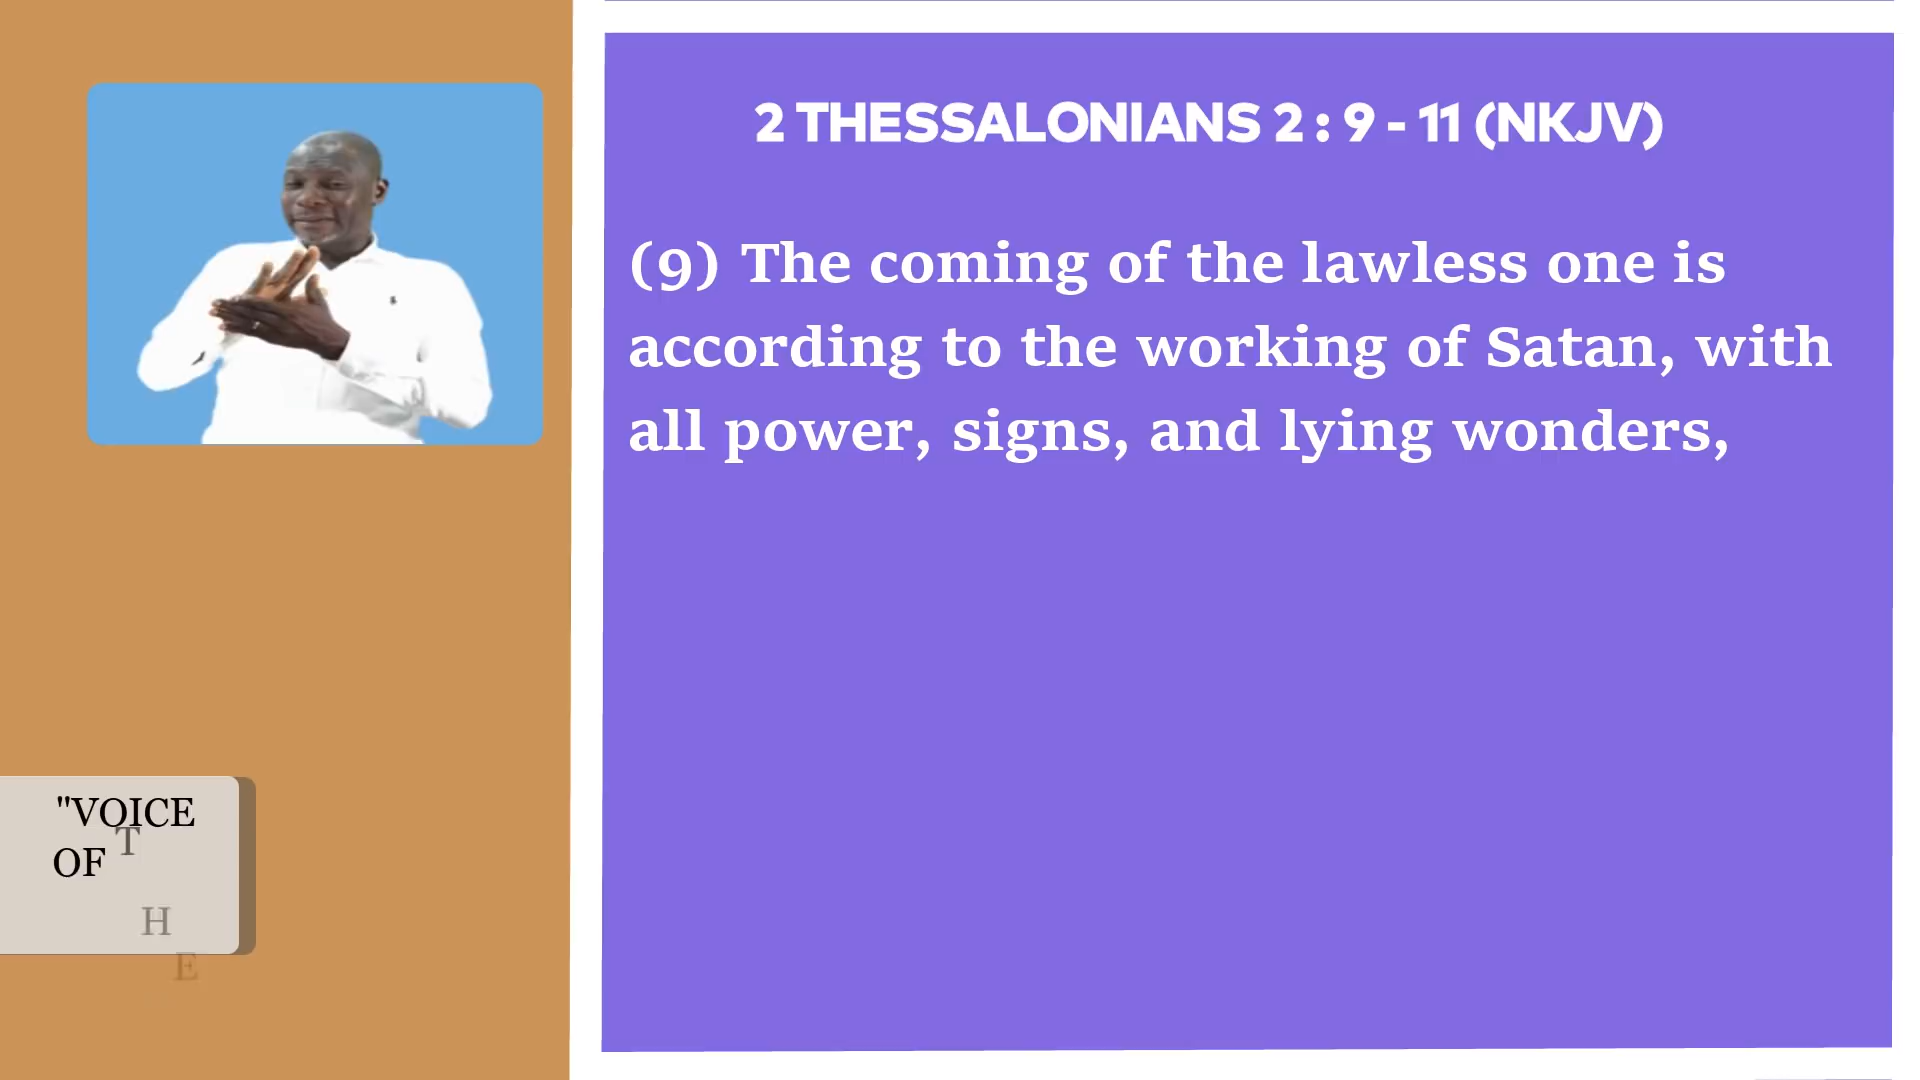 2 THESSALONIANS 2 : 9 - 11 (NKJV)
(9) The coming of the lawless one is
according to the working of Satan, with
all power, signs, and lying wonders,
"VOICE
OF THE